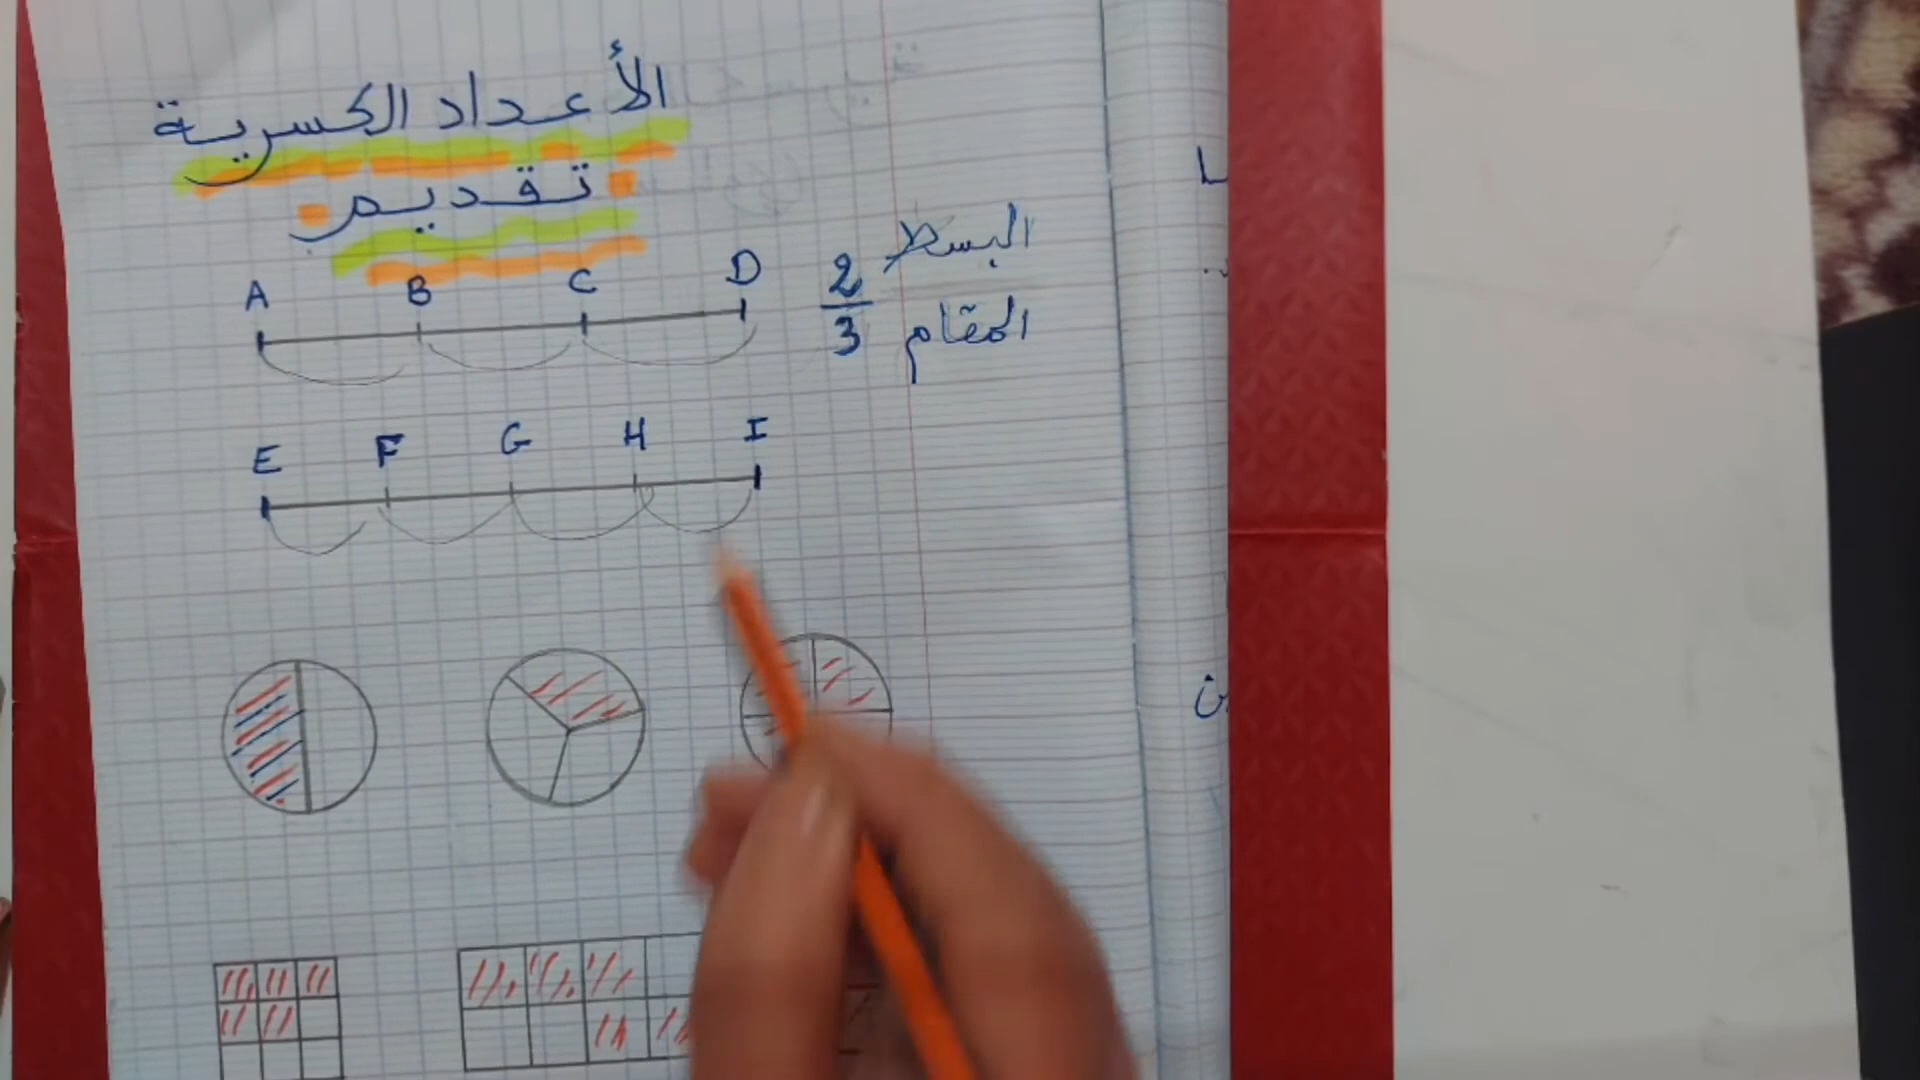 الأعداد الكسرية
تقديم
البسط
2
3
المقام
A B C D
E F G H I